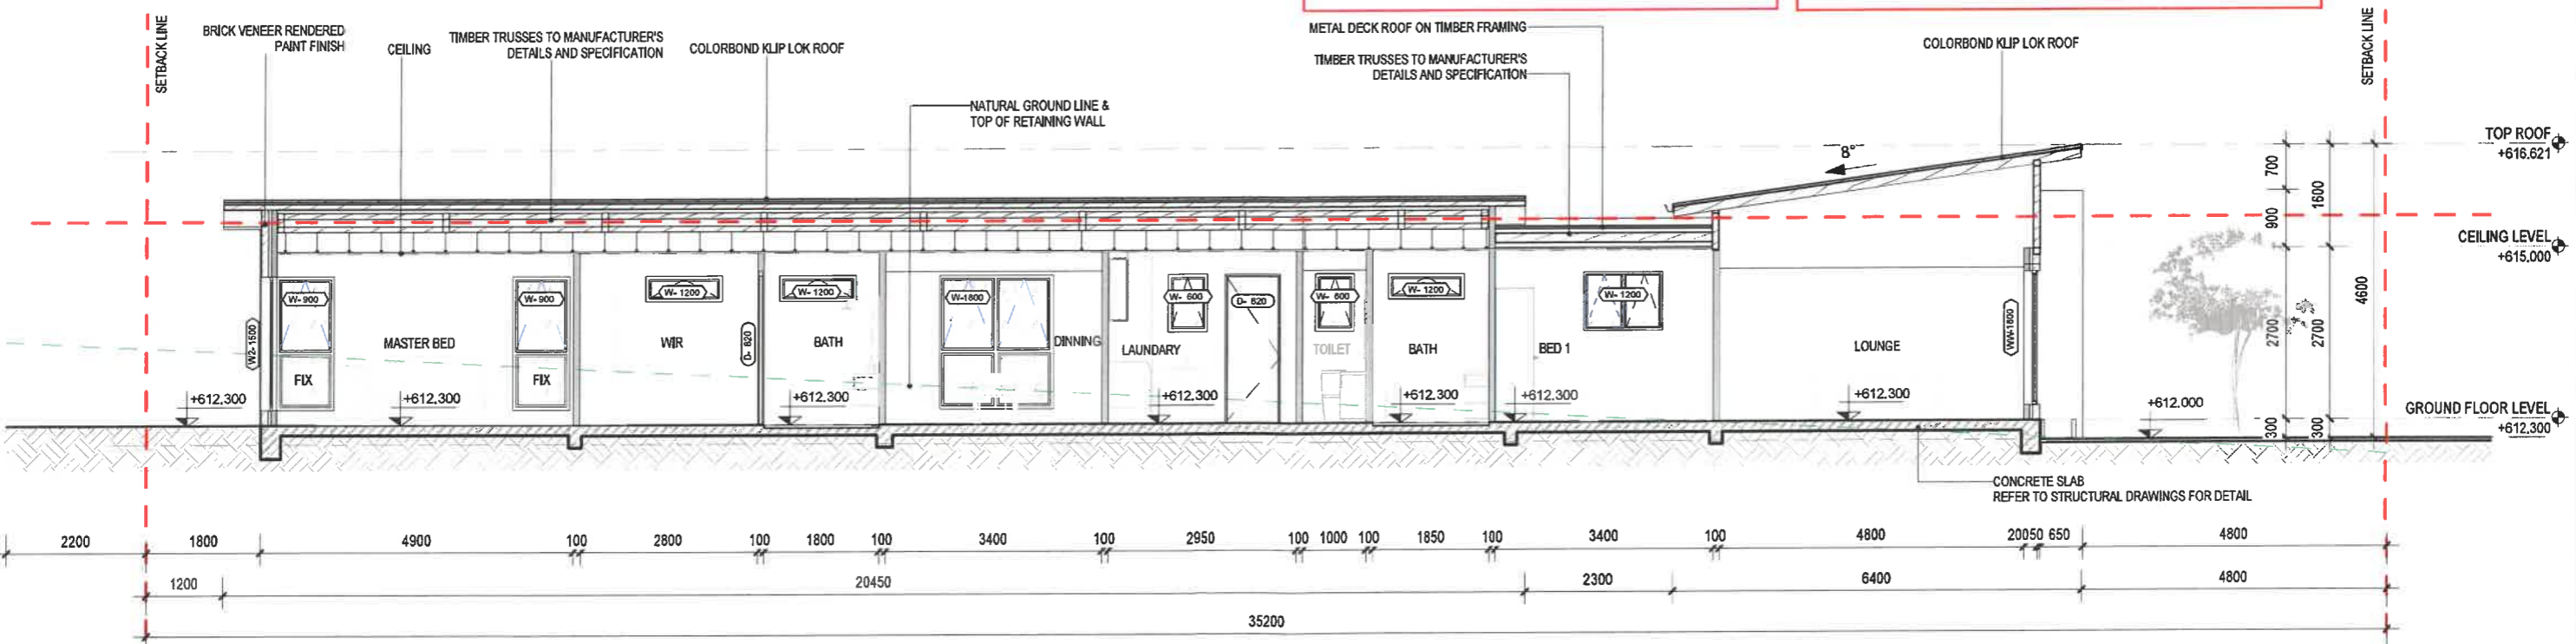 SETBACK LINE
BRICK VENEER RENDERED
PAINT FINISH
CEILING
TIMBER TRUSSES TO MANUFACTURER'S
DETAILS AND SPECIFICATION
COLORBOND KLIP LOK ROOF
NATURAL GROUND LINE &
TOP OF RETAINING WALL
METAL DECK ROOF ON TIMBER FRAMING
TIMBER TRUSSES TO MANUFACTURER'S
DETAILS AND SPECIFICATION
COLORBOND KLIP LOK ROOF
SETBACK LINE
8°
TOP ROOF
+616.621
CEILING LEVEL
+615.000
GROUND FLOOR LEVEL
+612.300
700
900
2700
300
1600
2700
300
4600
W2-1500
W- 900
W- 900
W- 1200
W- 1200
W-1800
W- 600
D- 820
W- 600
W- 1200
W- 1200
D- 820
MASTER BED
WIR
BATH
DINNING
LAUNDARY
TOILET
BATH
BED 1
LOUNGE
FIX
FIX
+612.300
+612.300
+612.300
+612.300
+612.300
+612.300
+612.300
+612.000
CONCRETE SLAB
REFER TO STRUCTURAL DRAWINGS FOR DETAIL
2200 1800 4900 100 2800 100 1800 100 3400 100 2950 100 1000 100 1850 100 3400 100 4800 20050 650 4800
1200 20450 2300 6400 4800
35200